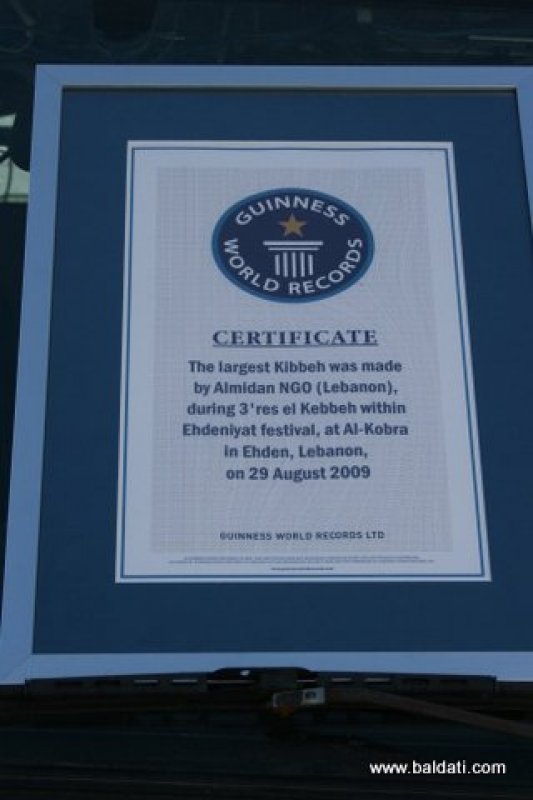 GUINNESS
WORLD RECORDS
CERTIFICATE
The largest Kibbeh was made
by Almidan NGO (Lebanon),
during 3'res el Kebbeh within
Ehdeniyat festival, at Al-Kobra
in Ehden, Lebanon,
on 29 August 2009
GUINNESS WORLD RECORDS LTD
www.baldati.com